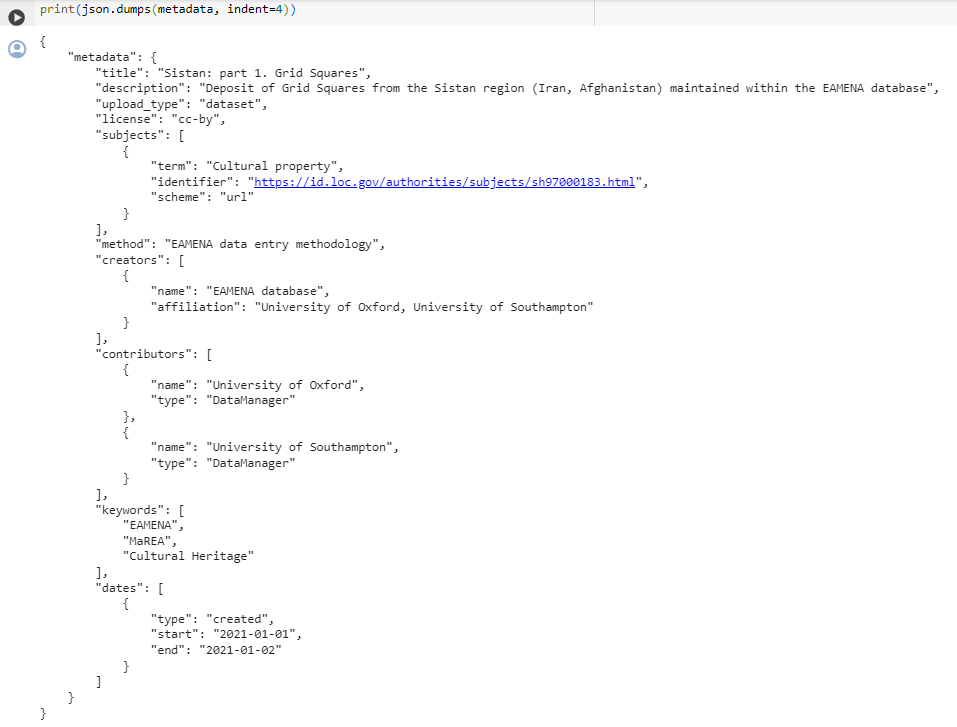 print(json.dumps(metadata, indent=4))
{
    "metadata": {
        "title": "Sistan: part 1. Grid Squares",
        "description": "Deposit of Grid Squares from the Sistan region (Iran, Afghanistan) maintained within the EAMENA database",
        "upload_type": "dataset",
        "license": "cc-by",
        "subjects": [
            {
                "term": "Cultural property",
                "identifier": "https://id.loc.gov/authorities/subjects/sh97000183.html",
                "scheme": "url"
            }
        ],
        "method": "EAMENA data entry methodology",
        "creators": [
            {
                "name": "EAMENA database",
                "affiliation": "University of Oxford, University of Southampton"
            }
        ],
        "contributors": [
            {
                "name": "University of Oxford",
                "type": "DataManager"
            },
            {
                "name": "University of Southampton",
                "type": "DataManager"
            }
        ],
        "keywords": [
            "EAMENA",
            "MaREA",
            "Cultural Heritage"
        ],
        "dates": [
            {
                "type": "created",
                "start": "2021-01-01",
                "end": "2021-01-02"
            }
        ]
    }
}